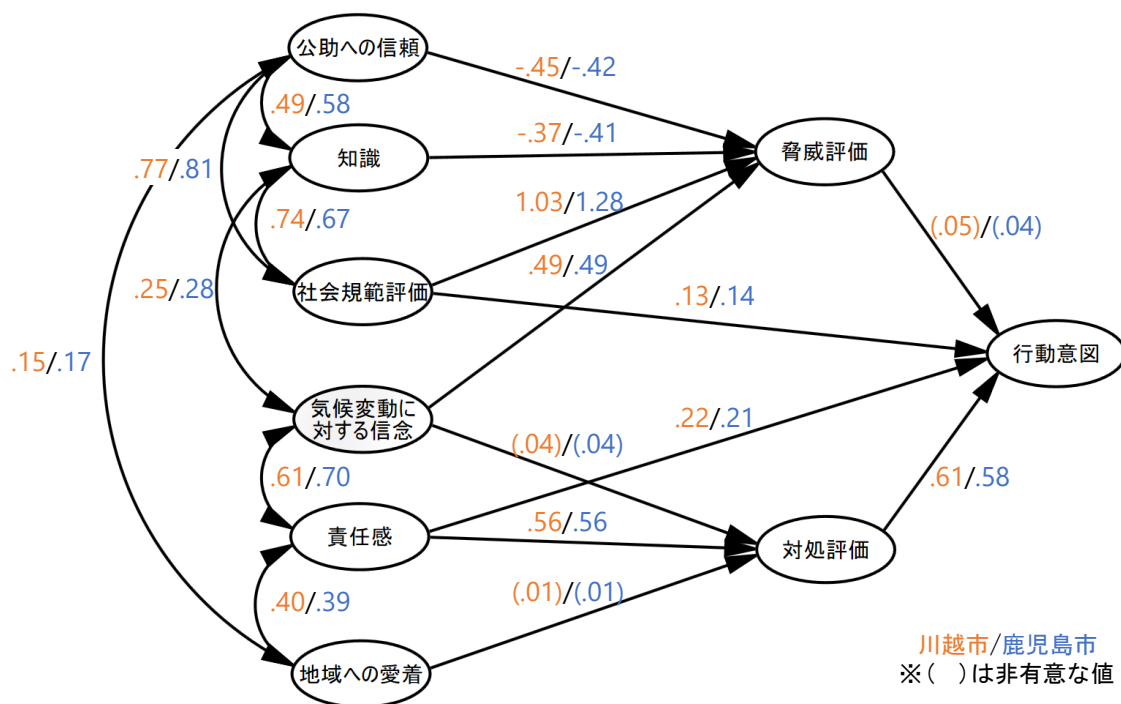 公助への信頼
-.45/-.42
.49/.58
-.37/-.41
知識
脅威評価
.77/.81
1.03/1.28
.74/.67
(.05)/(.04)
.49/.49
社会規範評価
.25/.28
.13/.14
行動意図
.15/.17
気候変動に
対する信念
.22/.21
(.04)/(.04)
.61/.70
.61/.58
.56/.56
責任感
対処評価
(.01)/(.01)
.40/.39
川越市/鹿児島市
地域への愛着
※(　)は非有意な値